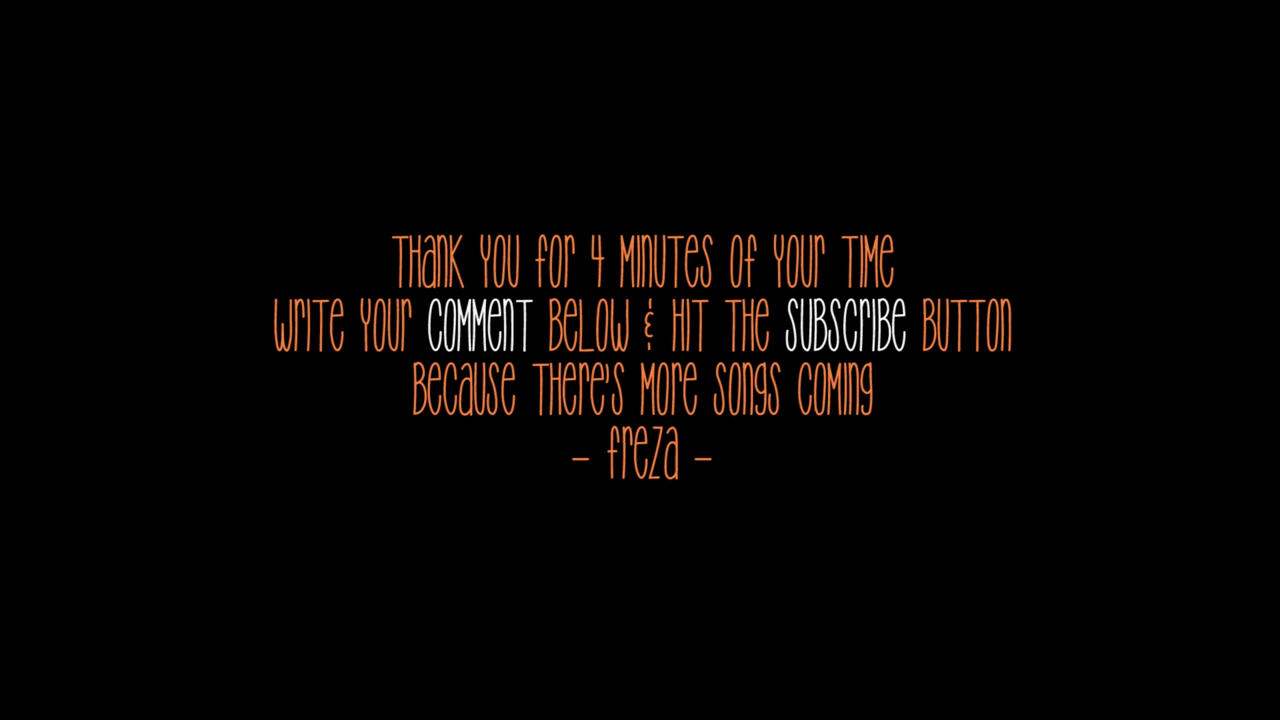 THanK YOU for 4 MINUTES OF YOUr TIME
WrITE YOUr COMMEnT BELOW & HIT THE SUBSCrIBE BUTTOn
BECaUSE THErE'S MOrE SOngS COMIng
- frEZa -